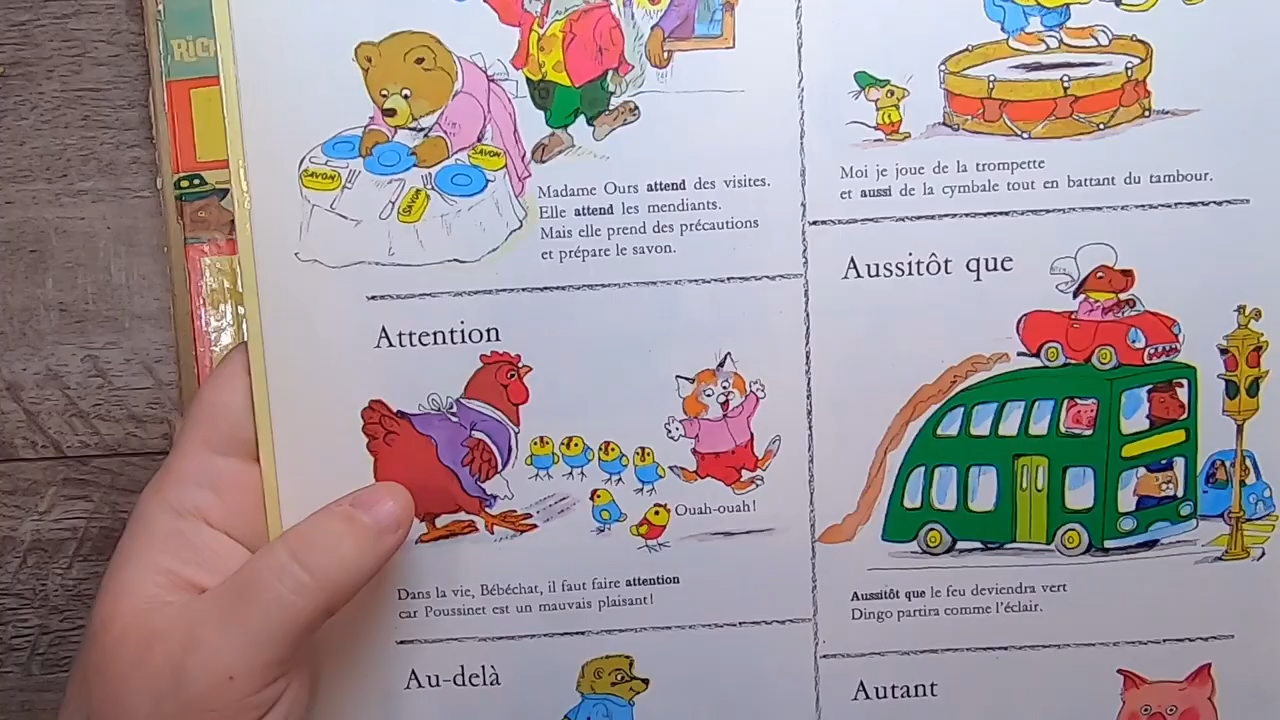 RIC
SAVON
SAVON
SAVON
Madame Ours attend des visites.
Elle attend les mendiants.
Mais elle prend des précautions
et prépare le savon.
Attention
Ouah-ouah!
Dans la vie, Bébéchat, il faut faire attention
car Poussinet est un mauvais plaisant!
Au-delà
Moi je joue de la trompette
et aussi de la cymbale tout en battant du tambour.
Aussitôt que
Aussitôt que le feu deviendra vert
Dingo partira comme l'éclair.
Autant